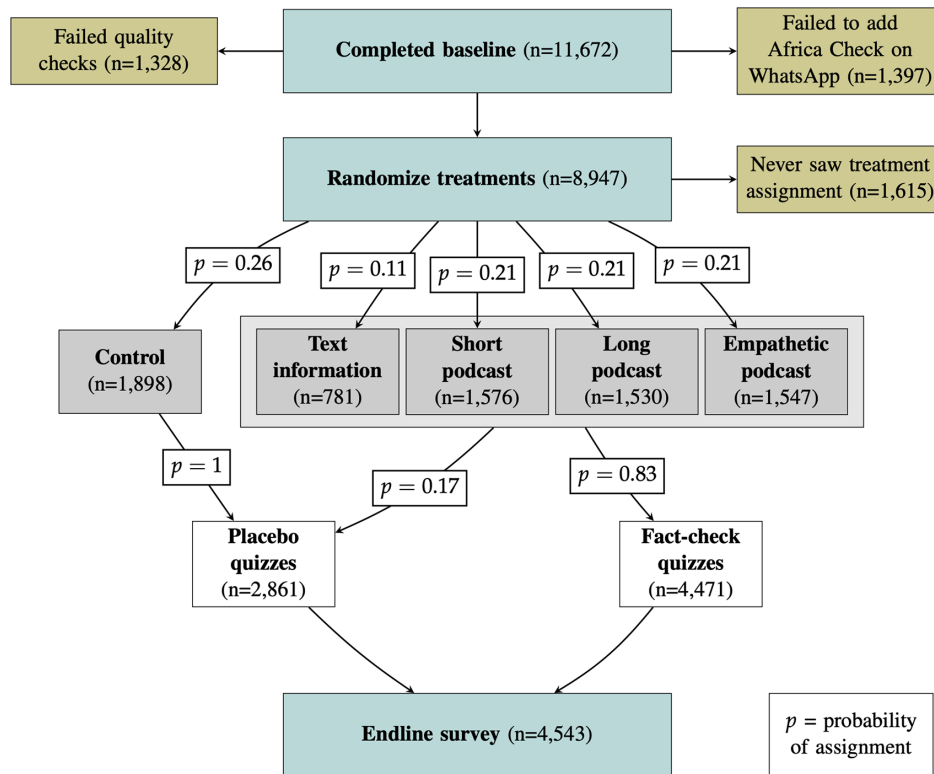 Failed quality
checks (n=1,328)
Completed baseline (n=11,672)
Failed to add
Africa Check on
WhatsApp (n=1,397)
Randomize treatments (n=8,947)
Never saw treatment
assignment (n=1,615)
p = 0.26
p = 0.11
p = 0.21
p = 0.21
p = 0.21
Control
(n=1,898)
Text
information
(n=781)
Short
podcast
(n=1,576)
Long
podcast
(n=1,530)
Empathetic
podcast
(n=1,547)
p = 1
p = 0.17
p = 0.83
Placebo
quizzes
(n=2,861)
Fact-check
quizzes
(n=4,471)
Endline survey (n=4,543)
p = probability
of assignment